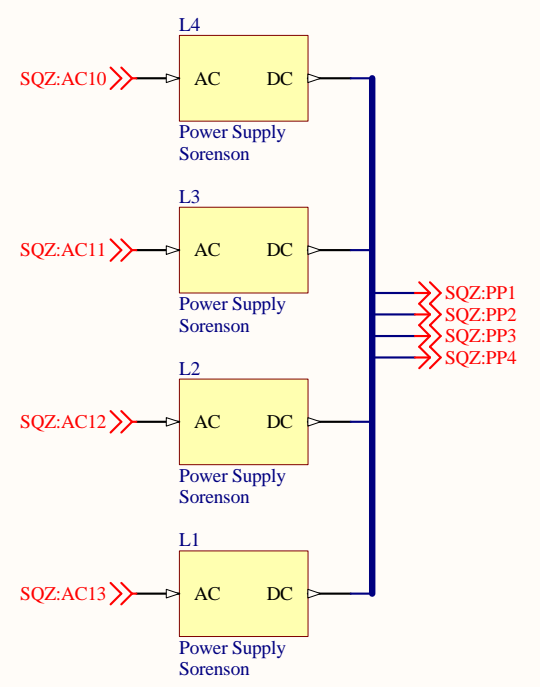 L4
SQZ:AC10
AC DC
Power Supply
Sorenson
L3
SQZ:AC11
AC DC
Power Supply
Sorenson
SQZ:PP1
SQZ:PP2
SQZ:PP3
SQZ:PP4
L2
SQZ:AC12
AC DC
Power Supply
Sorenson
L1
SQZ:AC13
AC DC
Power Supply
Sorenson